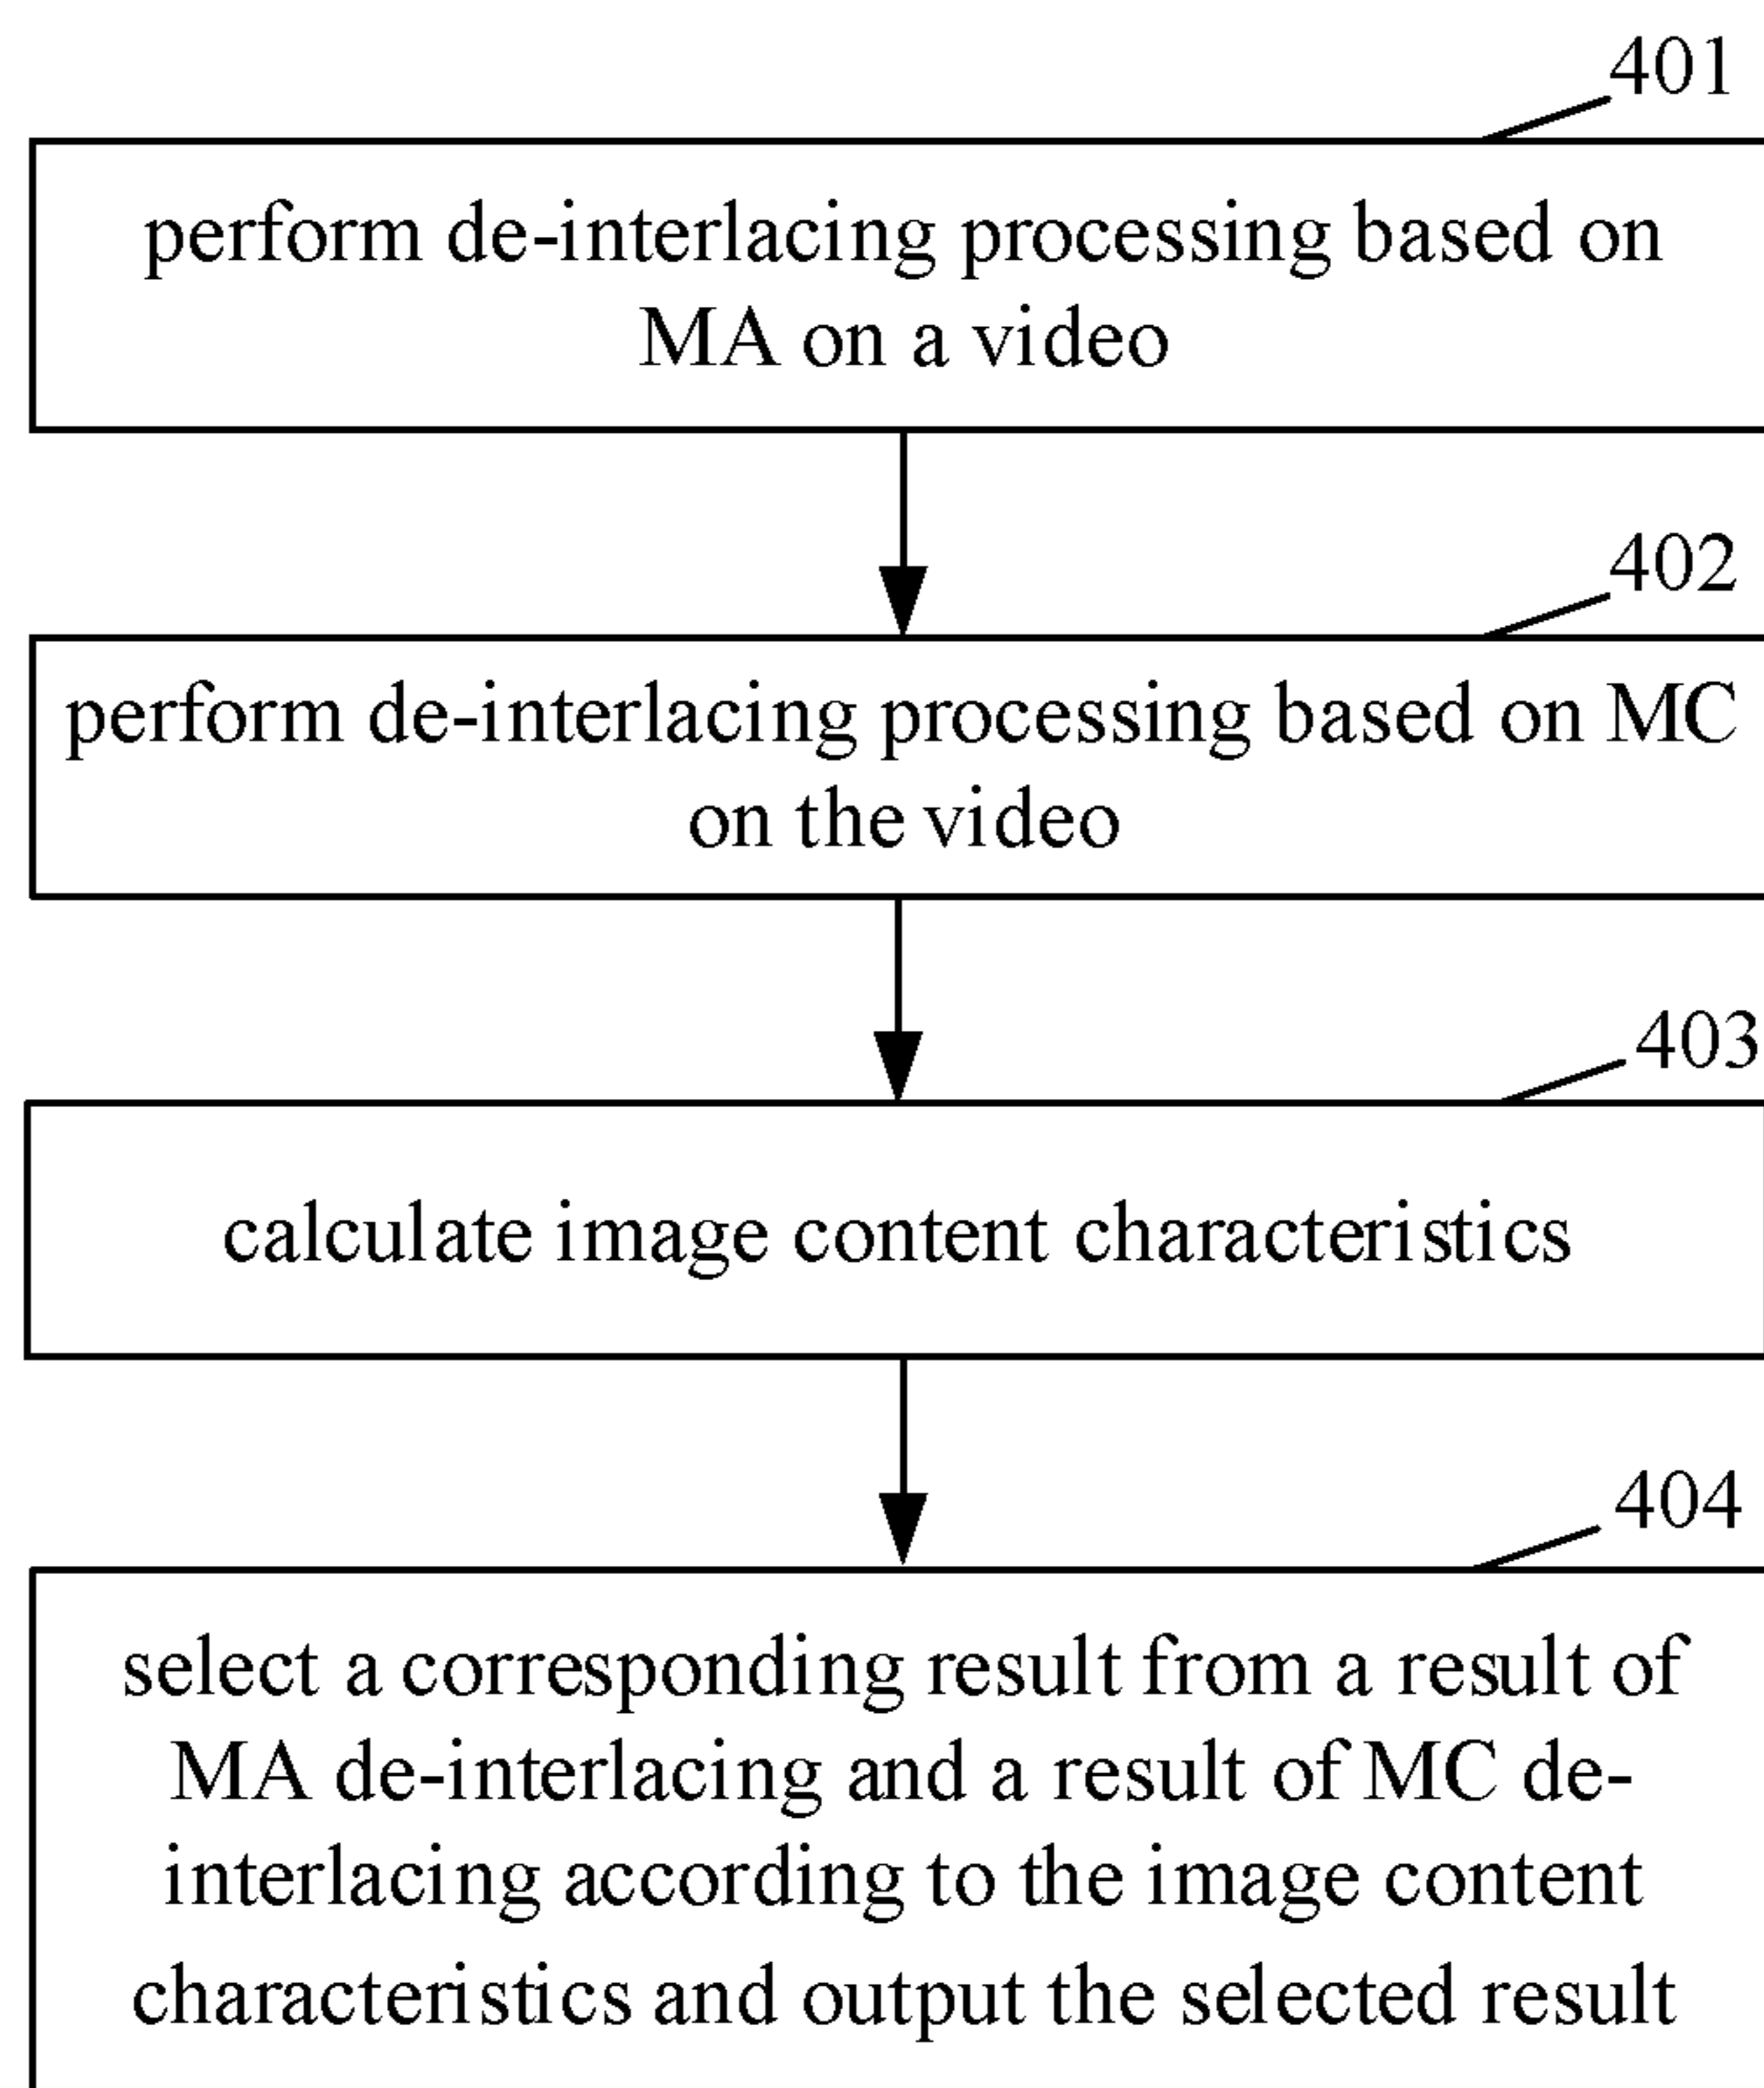 401
perform de-interlacing processing based on
MA on a video
402
perform de-interlacing processing based on MC
on the video
403
calculate image content characteristics
404
select a corresponding result from a result of
MA de-interlacing and a result of MC de-
interlacing according to the image content
characteristics and output the selected result